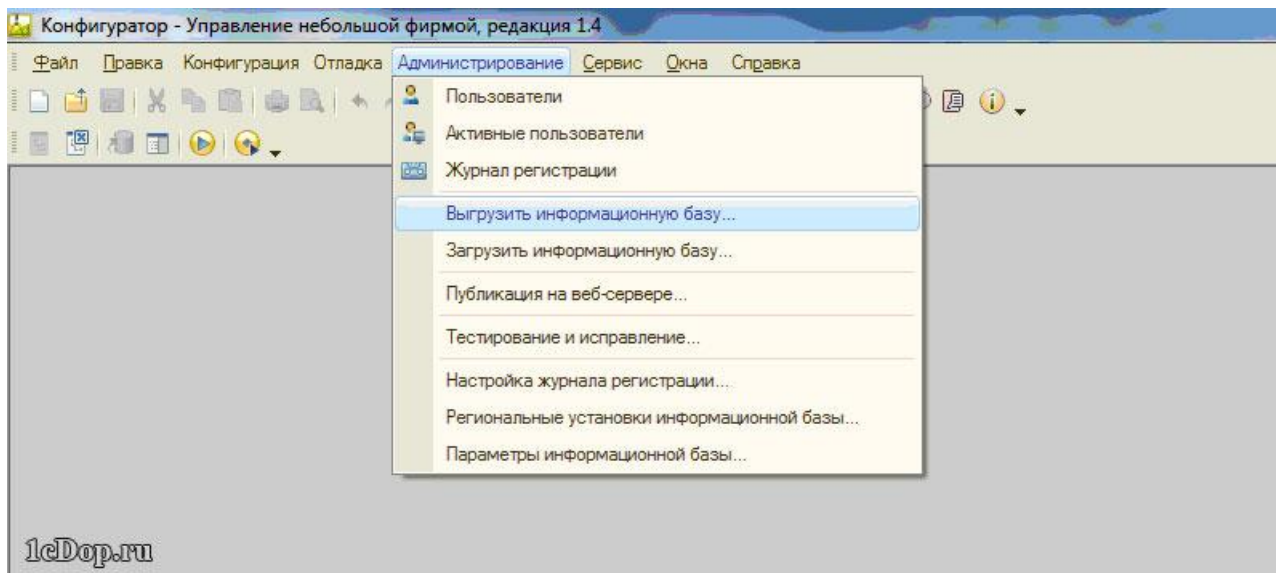 Конфигуратор - Управление небольшой фирмой, редакция 1.4
Файл Правка Конфигурация Отладка Администрирование Сервис Окна Справка
Пользователи
Активные пользователи
Журнал регистрации
Выгрузить информационную базу...
Загрузить информационную базу...
Публикация на веб-сервере...
Тестирование и исправление...
Настройка журнала регистрации...
Региональные установки информационной базы...
Параметры информационной базы...
1cDop.ru